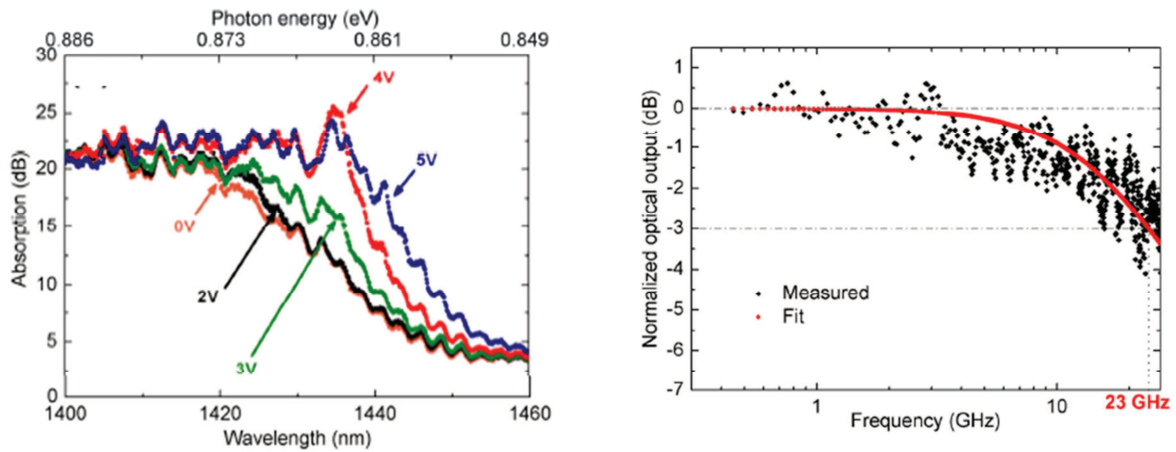 Photon energy (eV)
0.886 0.873 0.861 0.849
30
25
20
15
10
5
0
Absorption (dB)
4V
5V
0V
2V
3V
1400 1420 1440 1460
Wavelength (nm)
1
0
-1
-2
-3
-4
-5
-6
-7
Normalized optical output (dB)
Measured
Fit
1 10 23 GHz
Frequency (GHz)